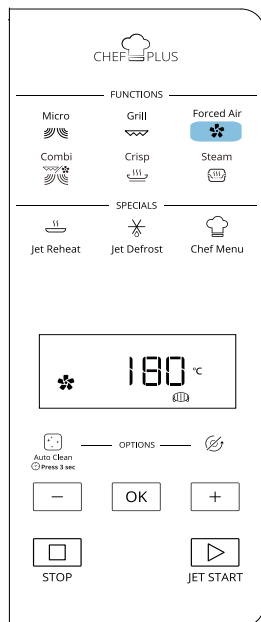 CHEF PLUS
FUNCTIONS
Micro Grill Forced Air
Combi Crisp Steam
SPECIALS
Jet Reheat Jet Defrost Chef Menu
180 °C
OPTIONS
Auto Clean
Press 3 sec
− OK +
STOP JET START